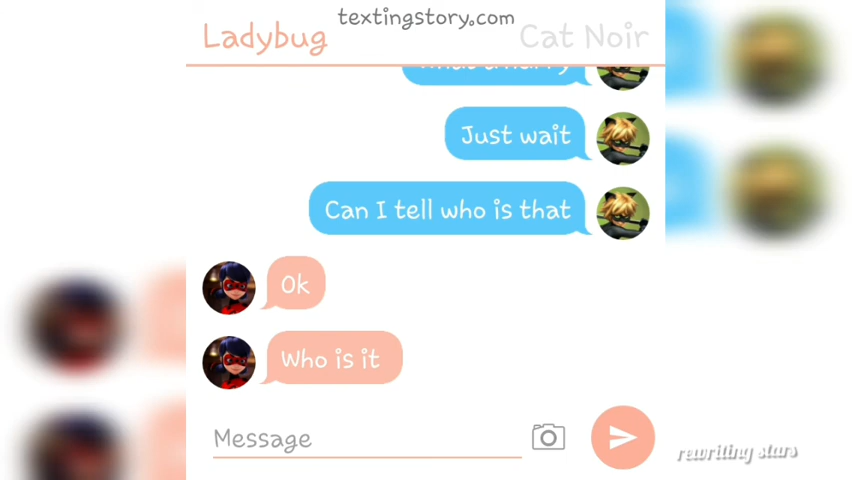 textingstory.com
Ladybug
Cat Noir
Just wait
Can I tell who is that
Ok
Who is it
Message
rewriting stars